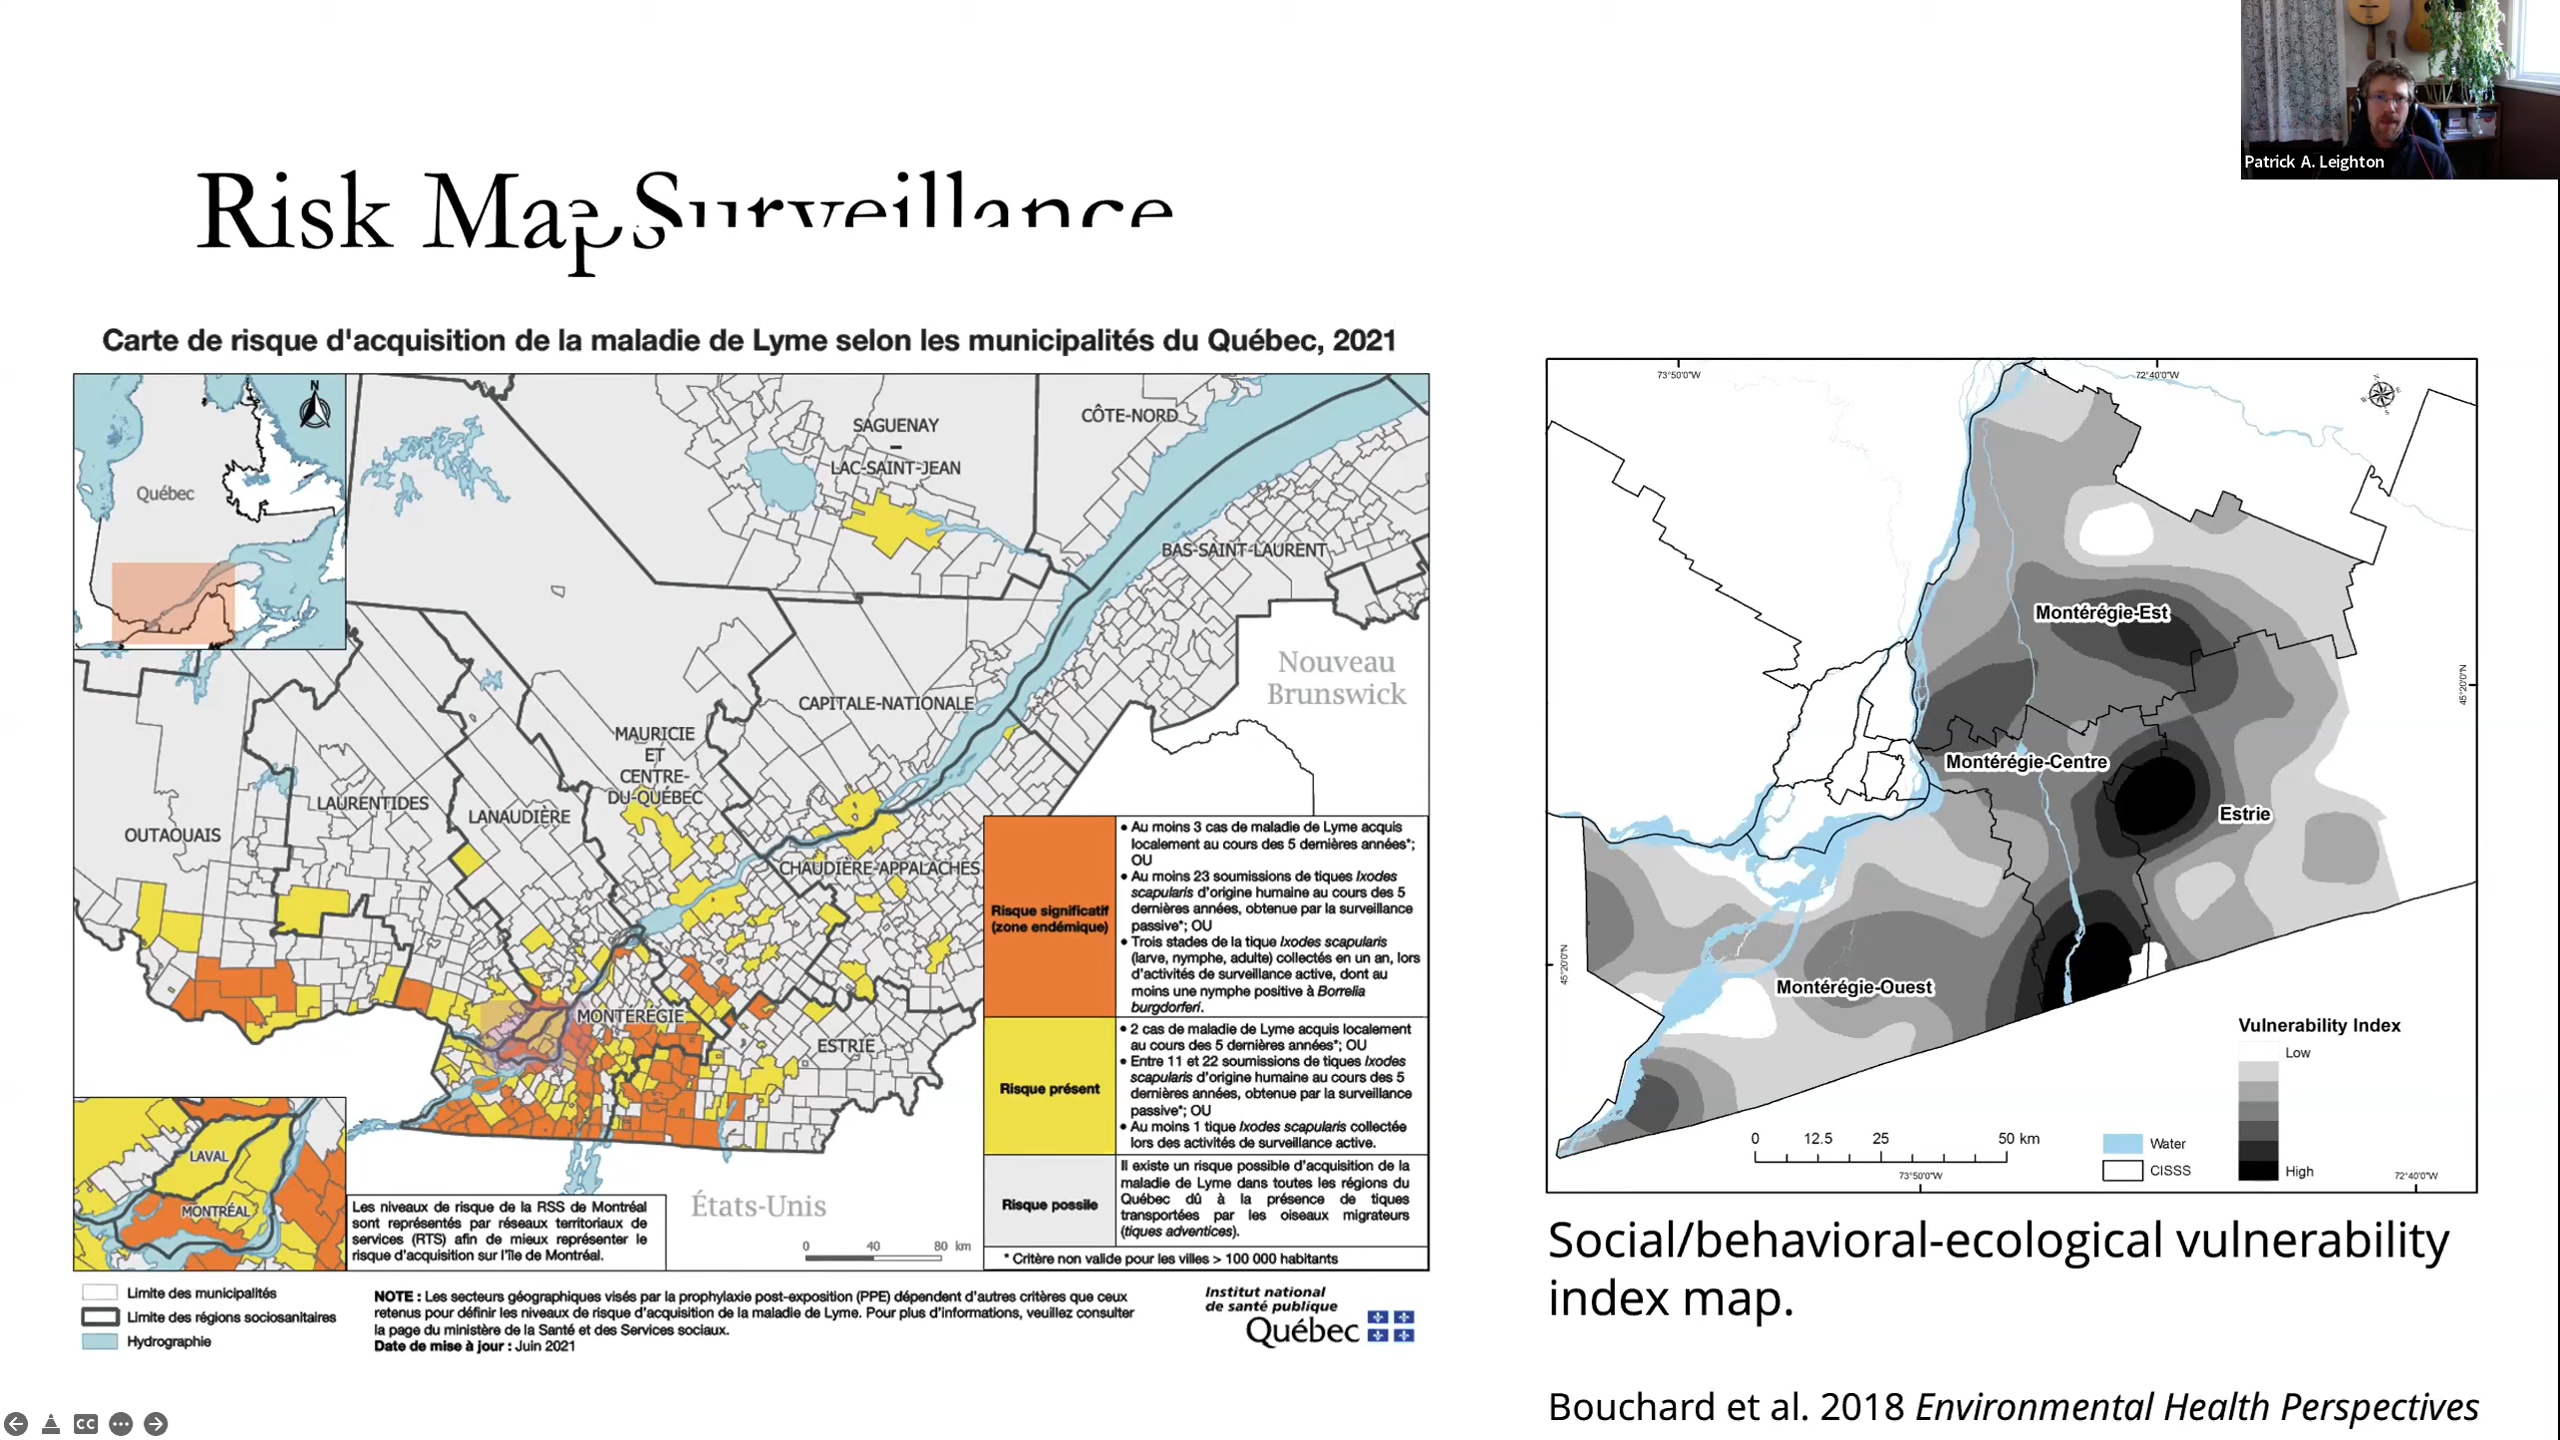 Patrick A. Leighton
Risk Maps
Surveillance
Carte de risque d'acquisition de la maladie de Lyme selon les municipalités du Québec, 2021
N
Québec
SAGUENAY
–
LAC-SAINT-JEAN
CÔTE-NORD
BAS-SAINT-LAURENT
Nouveau
Brunswick
CAPITALE-NATIONALE
MAURICIE
ET
CENTRE-
DU-QUÉBEC
LAURENTIDES
LANAUDIÈRE
OUTAOUAIS
CHAUDIÈRE-APPALACHES
MONTÉRÉGIE
ESTRIE
LAVAL
MONTRÉAL
États-Unis
0 40 80 km
Les niveaux de risque de la RSS de Montréal
sont représentés par réseaux territoriaux de
services (RTS) afin de mieux représenter le
risque d'acquisition sur l'île de Montréal.
Risque significatif
(zone endémique)
• Au moins 3 cas de maladie de Lyme acquis
localement au cours des 5 dernières années*;
OU
• Au moins 23 soumissions de tiques Ixodes
scapularis d'origine humaine au cours des 5
dernières années, obtenue par la surveillance
passive*; OU
• Trois stades de la tique Ixodes scapularis
(larve, nymphe, adulte) collectés en un an, lors
d'activités de surveillance active, dont au
moins une nymphe positive à Borrelia
burgdorferi.
Risque présent
• 2 cas de maladie de Lyme acquis localement
au cours des 5 dernières années*; OU
• Entre 11 et 22 soumissions de tiques Ixodes
scapularis d'origine humaine au cours des 5
dernières années, obtenue par la surveillance
passive*; OU
• Au moins 1 tique Ixodes scapularis collectée
lors des activités de surveillance active.
Risque possible
Il existe un risque possible d'acquisition de la
maladie de Lyme dans toutes les régions du
Québec dû à la présence de tiques
transportées par les oiseaux migrateurs
(tiques adventices).
* Critère non valide pour les villes > 100 000 habitants
Limite des municipalités
Limite des régions sociosanitaires
Hydrographie
NOTE : Les secteurs géographiques visés par la prophylaxie post-exposition (PPE) dépendent d'autres critères que ceux
retenus pour définir les niveaux de risque d'acquisition de la maladie de Lyme. Pour plus d'informations, veuillez consulter
la page du ministère de la Santé et des Services sociaux.
Date de mise à jour : Juin 2021
Institut national
de santé publique
Québec
73°50'0"W
72°40'0"W
45°20'0"N
Montérégie-Est
Montérégie-Centre
Estrie
45°20'0"N
Montérégie-Ouest
Vulnerability Index
Low
High
0 12.5 25 50 km
Water
CISSS
73°50'0"W
72°40'0"W
Social/behavioral-ecological vulnerability
index map.
Bouchard et al. 2018 Environmental Health Perspectives
CC